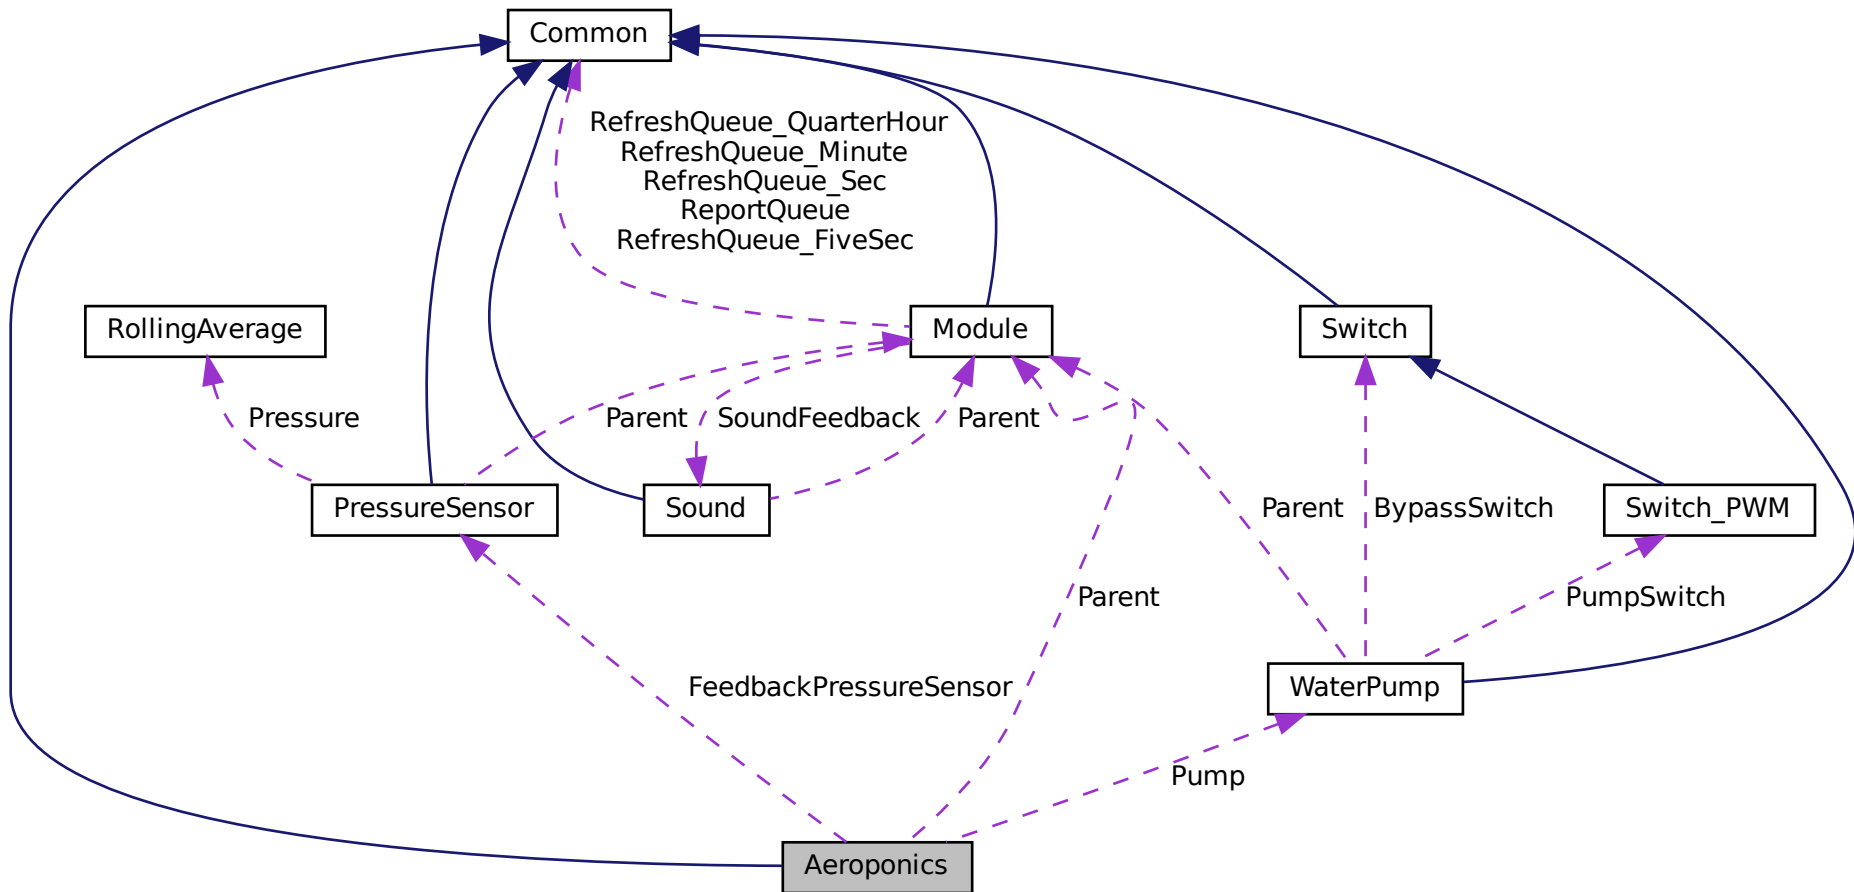 Common
RefreshQueue_QuarterHour
RefreshQueue_Minute
RefreshQueue_Sec
ReportQueue
RefreshQueue_FiveSec
RollingAverage
Module
Switch
Pressure
Parent
SoundFeedback
Parent
PressureSensor
Sound
Parent
BypassSwitch
Switch_PWM
Parent
PumpSwitch
FeedbackPressureSensor
WaterPump
Pump
Aeroponics